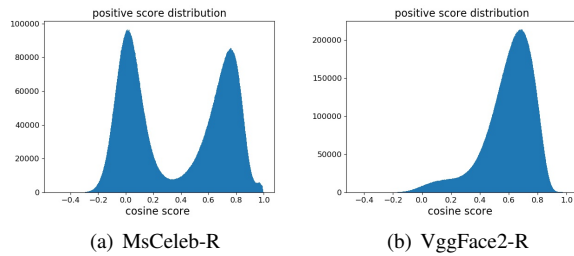 positive score distribution
100000
80000
60000
40000
20000
0
−0.4 −0.2 0.0 0.2 0.4 0.6 0.8 1.0
cosine score
(a) MsCeleb-R
positive score distribution
200000
150000
100000
50000
0
−0.4 −0.2 0.0 0.2 0.4 0.6 0.8 1.0
cosine score
(b) VggFace2-R